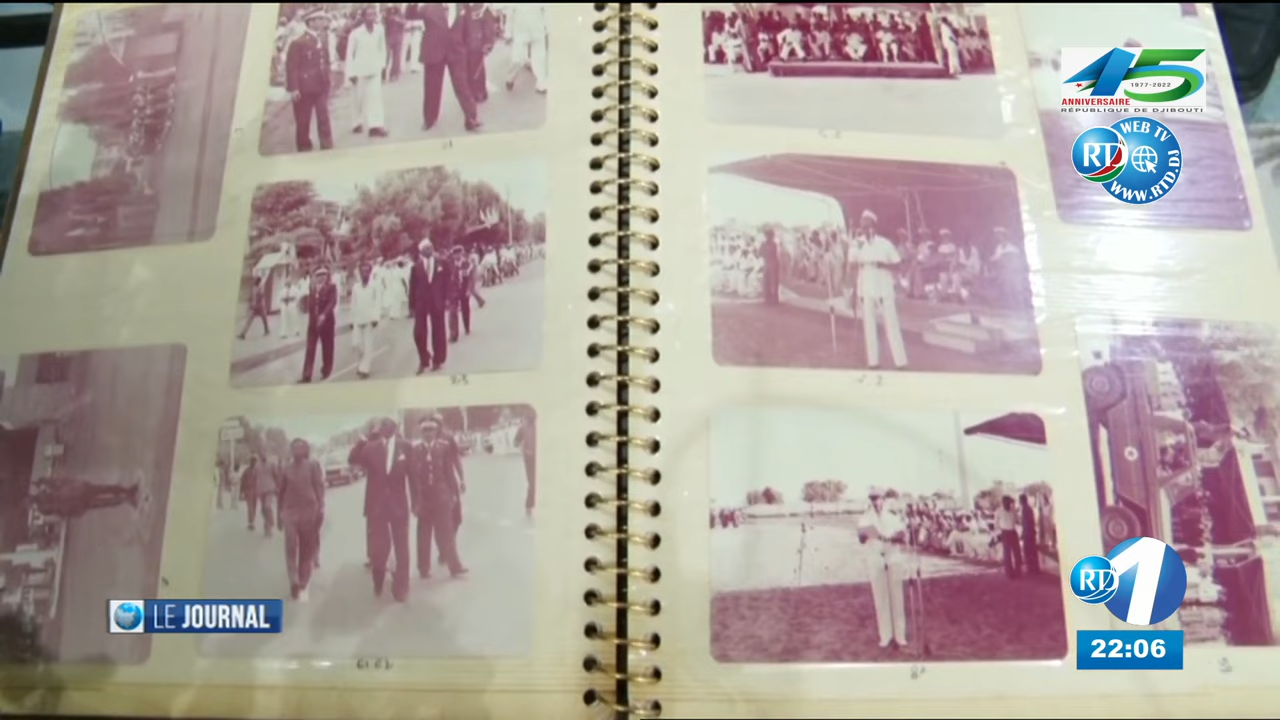 45
1977-2022
ANNIVERSAIRE
RÉPUBLIQUE DE DJIBOUTI
WEB TV
RTD
WWW.RTD.DJ
RTD 1
22:06
LE JOURNAL